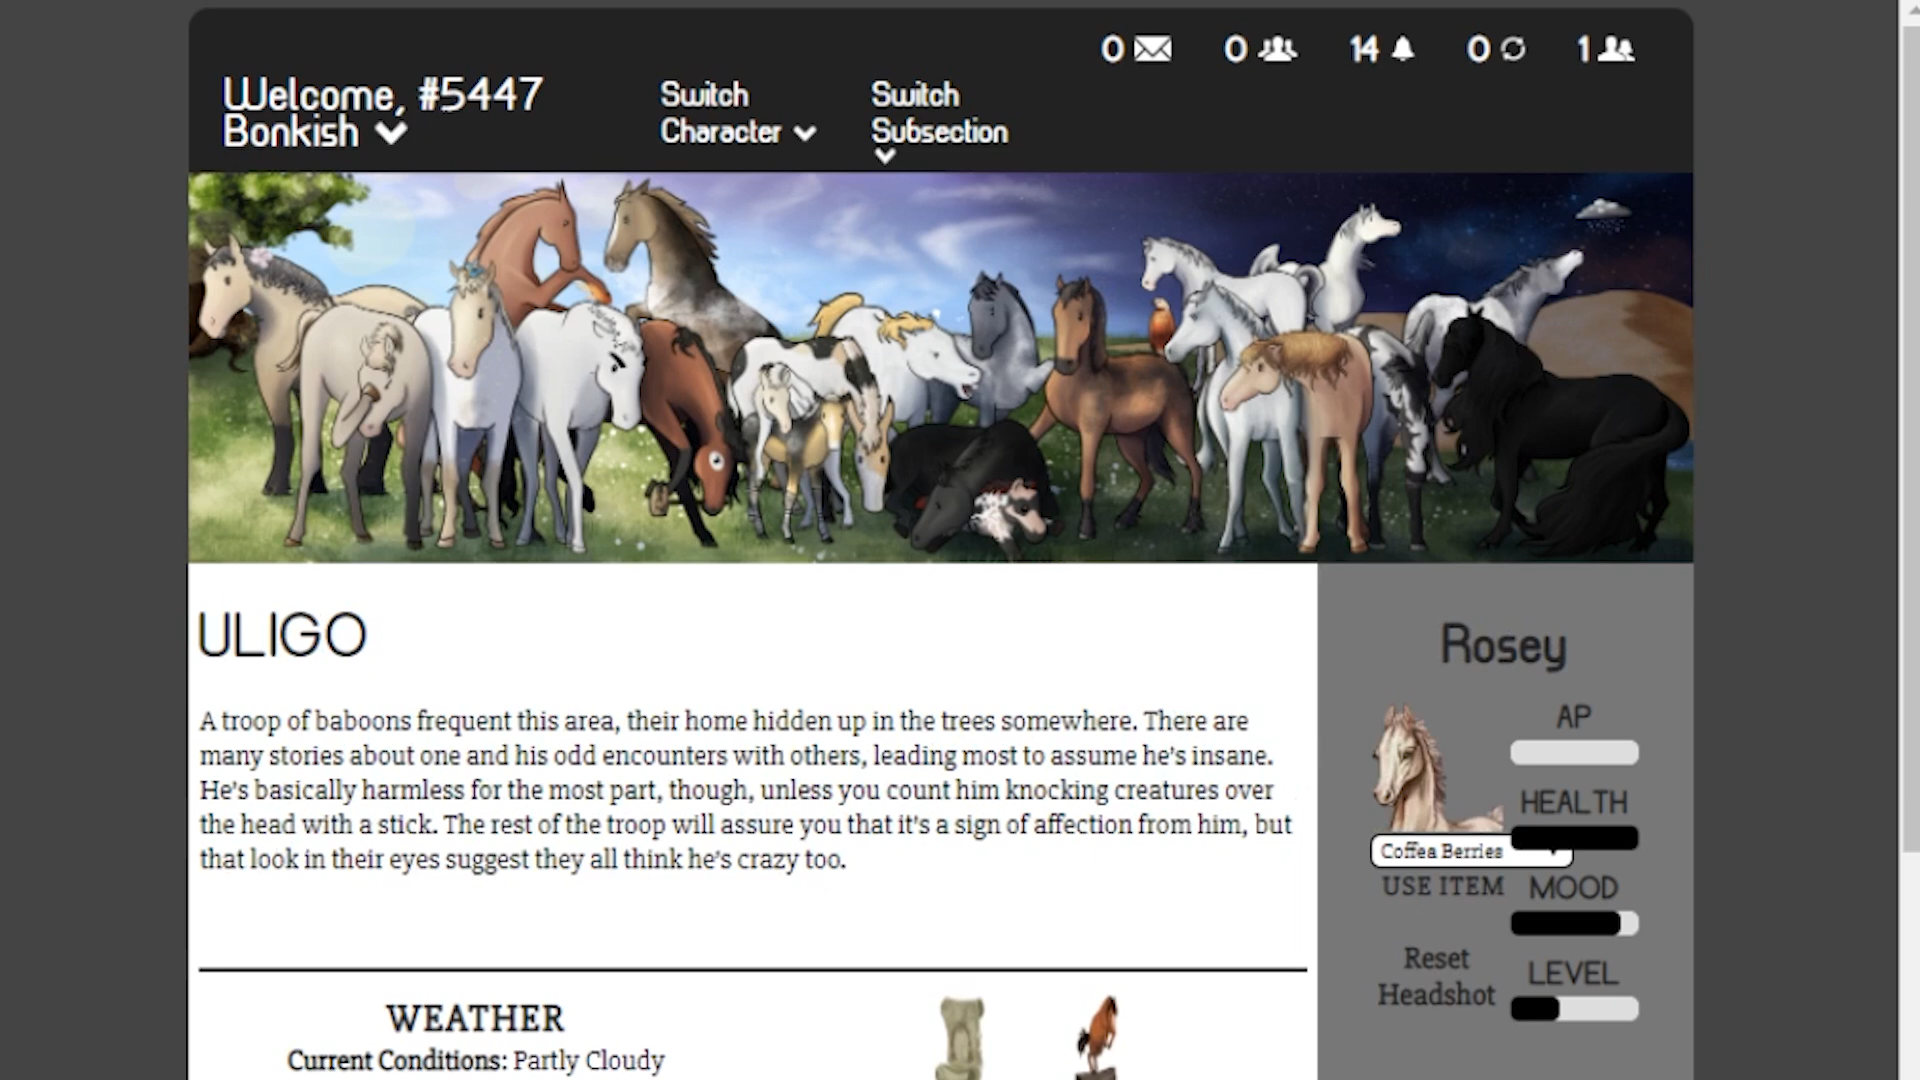 0 0 14 0 1
Welcome, #5447
Bonkish
Switch
Character
Switch
Subsection
ULIGO
A troop of baboons frequent this area, their home hidden up in the trees somewhere. There are
many stories about one and his odd encounters with others, leading most to assume he's insane.
He's basically harmless for the most part, though, unless you count him knocking creatures over
the head with a stick. The rest of the troop will assure you that it's a sign of affection from him, but
that look in their eyes suggest they all think he's crazy too.
WEATHER
Current Conditions: Partly Cloudy
Rosey
AP
HEALTH
Coffea Berries
USE ITEM
MOOD
Reset
Headshot
LEVEL